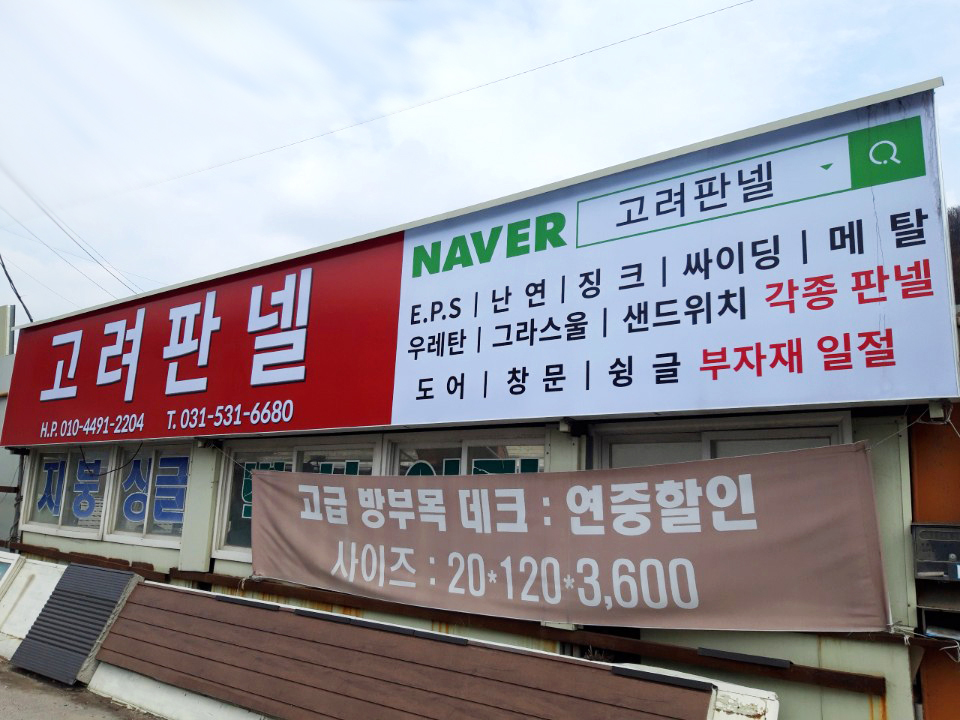 고려판넬
H.P. 010-4491-2204 T. 031-531-6680
NAVER 고려판넬
E.P.S | 난 연 | 징 크 | 싸이딩 | 메 탈
우레탄 | 그라스울 | 샌드위치 각종 판넬
도 어 | 창 문 | 슁 글 부자재 일절
지붕 싱글
고급 방부목 데크 : 연중할인
사이즈 : 20*120*3,600